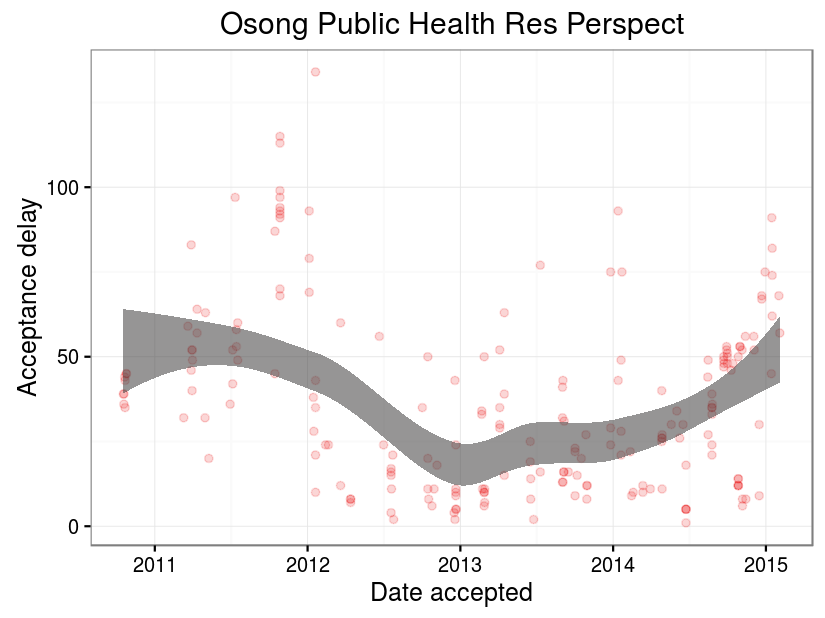 Osong Public Health Res Perspect
Acceptance delay
100
50
0
2011 2012 2013 2014 2015
Date accepted